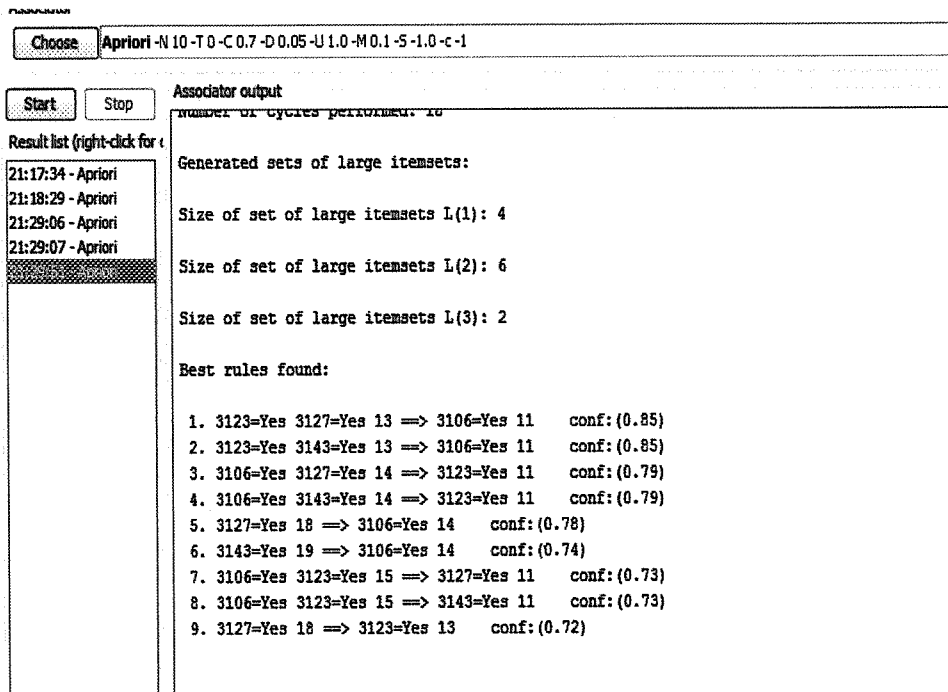 Associator
Choose Apriori -N 10 -T 0 -C 0.7 -D 0.05 -U 1.0 -M 0.1 -S -1.0 -c -1
Start Stop
Associator output
Result list (right-click for
21:17:34 - Apriori
21:18:29 - Apriori
21:29:06 - Apriori
21:29:07 - Apriori
Number of cycles performed: 18
Generated sets of large itemsets:
Size of set of large itemsets L(1): 4
Size of set of large itemsets L(2): 6
Size of set of large itemsets L(3): 2
Best rules found:
1. 3123=Yes 3127=Yes 13 ==> 3106=Yes 11 conf:(0.85)
2. 3123=Yes 3143=Yes 13 ==> 3106=Yes 11 conf:(0.85)
3. 3106=Yes 3127=Yes 14 ==> 3123=Yes 11 conf:(0.79)
4. 3106=Yes 3143=Yes 14 ==> 3123=Yes 11 conf:(0.79)
5. 3127=Yes 18 ==> 3106=Yes 14 conf:(0.78)
6. 3143=Yes 19 ==> 3106=Yes 14 conf:(0.74)
7. 3106=Yes 3123=Yes 15 ==> 3127=Yes 11 conf:(0.73)
8. 3106=Yes 3123=Yes 15 ==> 3143=Yes 11 conf:(0.73)
9. 3127=Yes 18 ==> 3123=Yes 13 conf:(0.72)